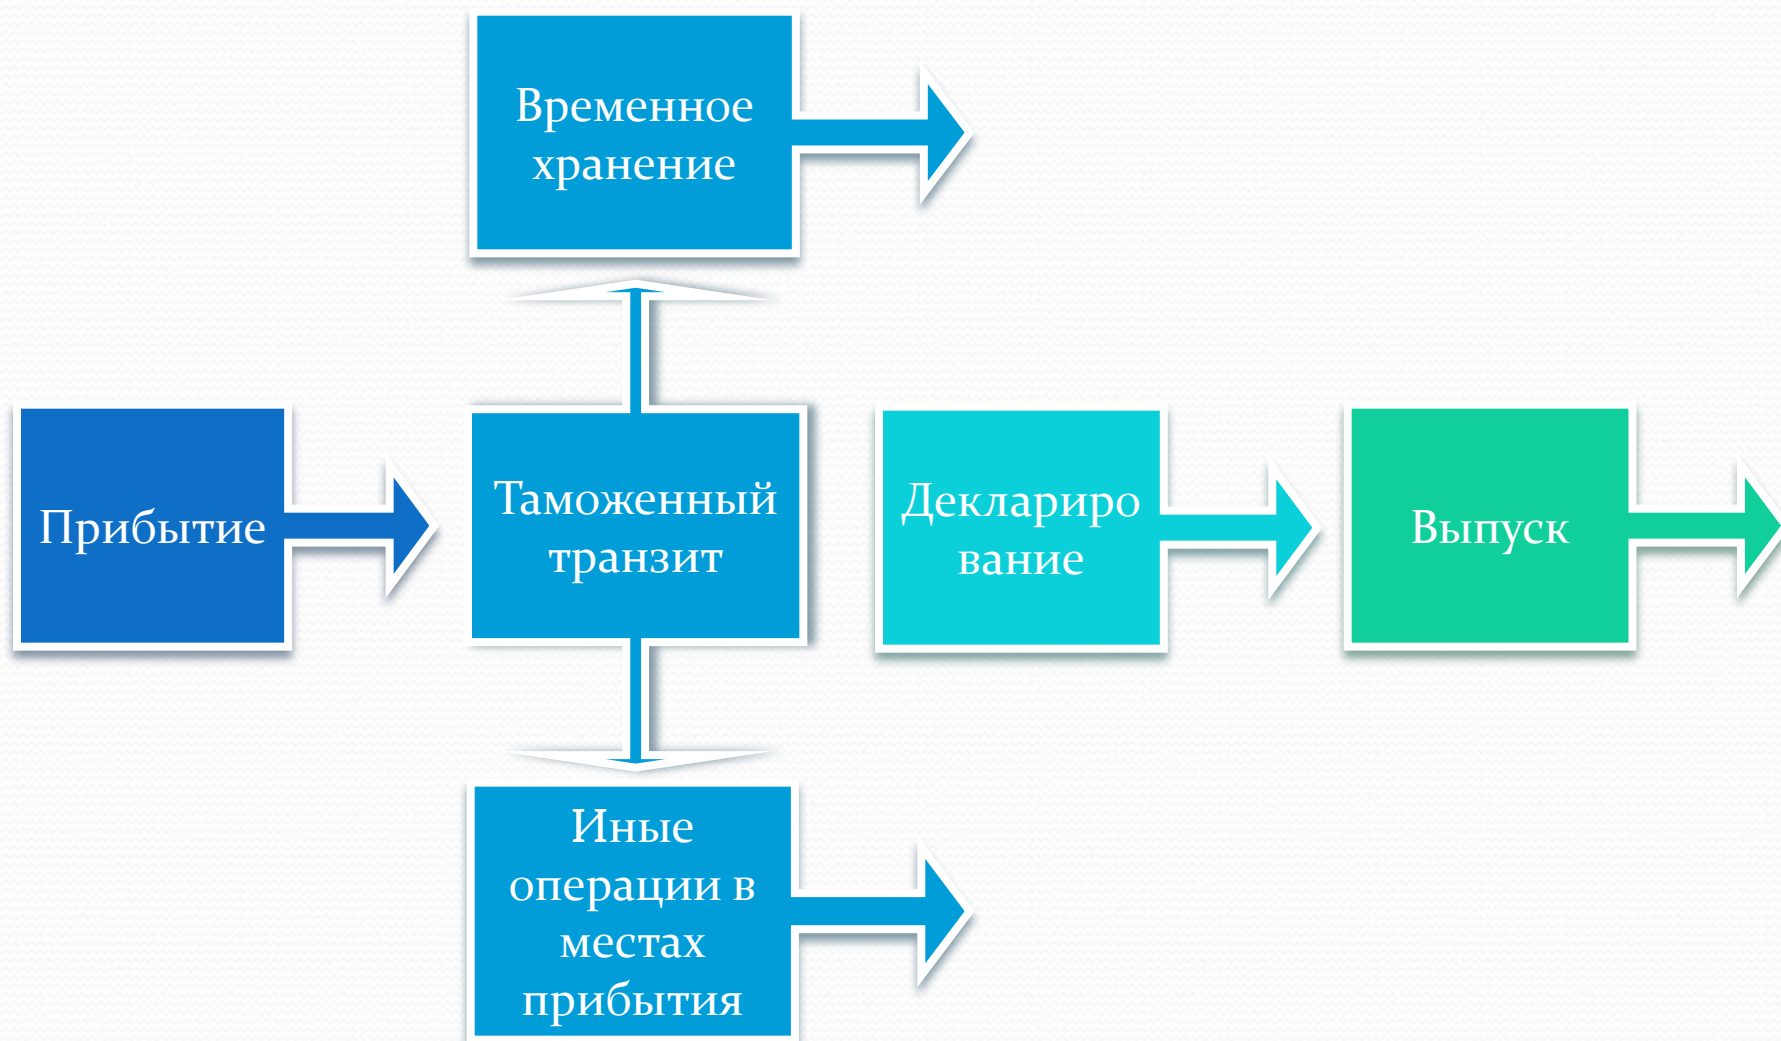 Временное
хранение
Прибытие
Таможенный
транзит
Деклариро
вание
Выпуск
Иные
операции в
местах
прибытия